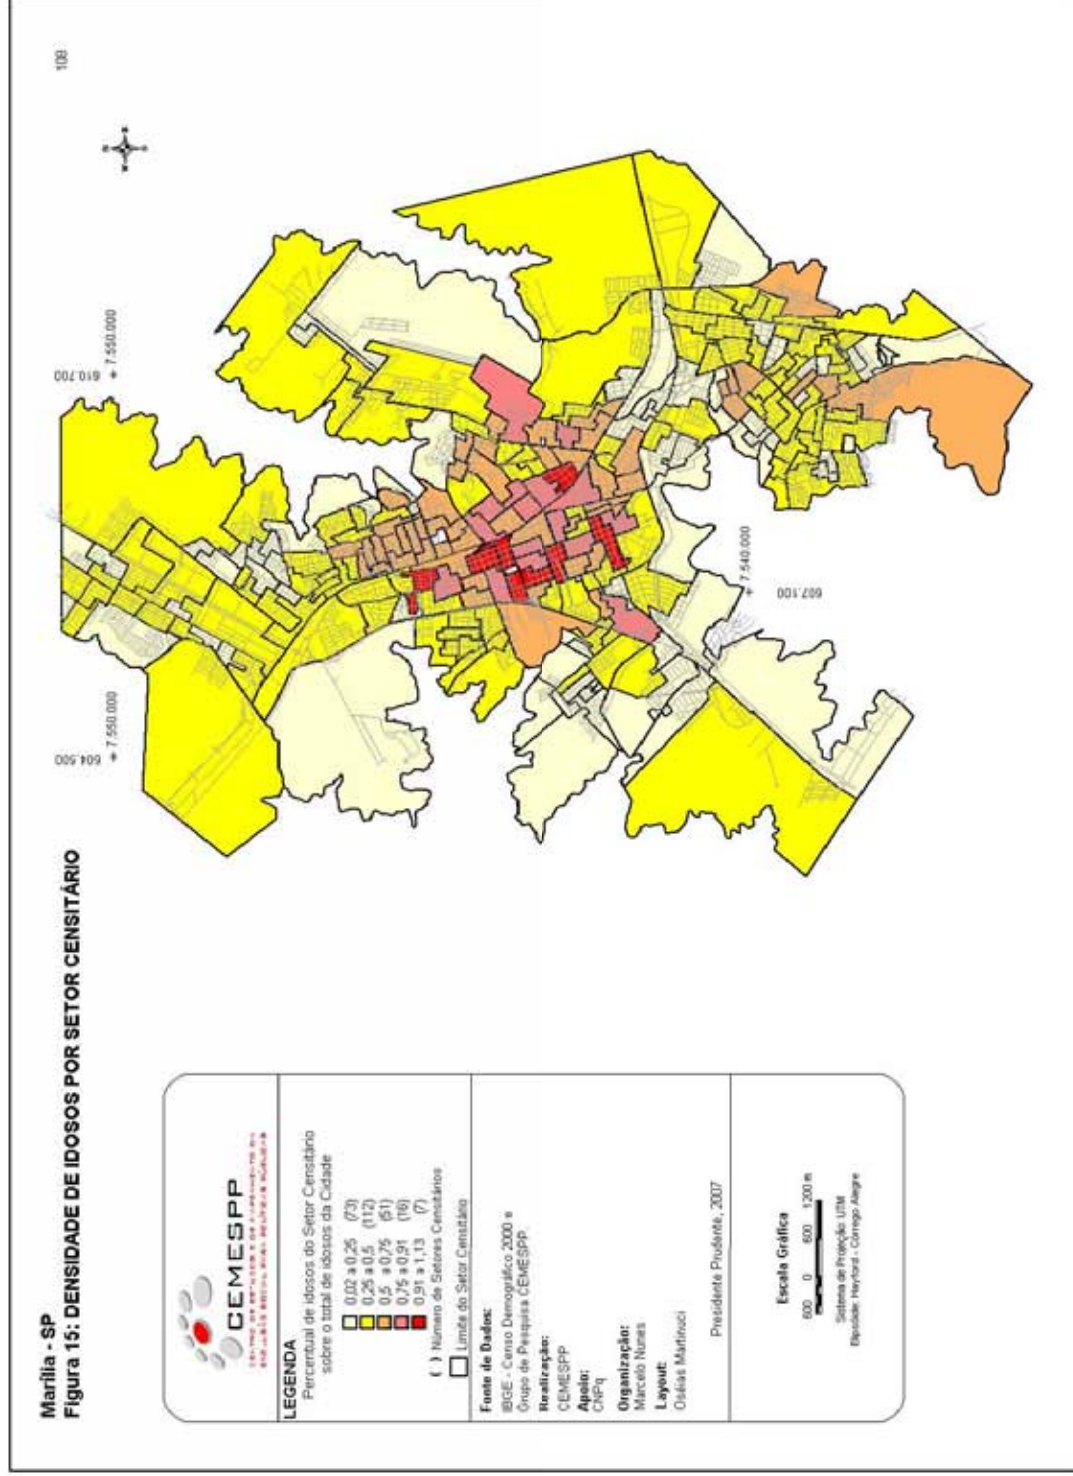 108
Marília - SP
Figura 15: DENSIDADE DE IDOSOS POR SETOR CENSITÁRIO
604.500
+ 7.550.000
610.700
+ 7.550.000
+ 7.540.000
607.100
N
W
CEMESPP
LEGENDA
Percentual de idosos do Setor Censitário
sobre o total de idosos da Cidade
0,02 a 0,25 (73)
0,25 a 0,5 (112)
0,5 a 0,75 (51)
0,75 a 0,91 (16)
0,91 a 1,13 (7)
( ) Número de Setores Censitários
Limite do Setor Censitário
Fonte de Dados:
IBGE - Censo Demográfico 2000 e
Grupo de Pesquisa CEMESPP
Realização:
CEMESPP
Apoio:
CNPq
Organização:
Marcelo Nunes
Layout:
Oséias Martinuci
Presidente Prudente, 2007
Escala Gráfica
600 0 600 1200 m
Sistema de Projeção: UTM
Elipsóide: Hayford - Córrego Alegre